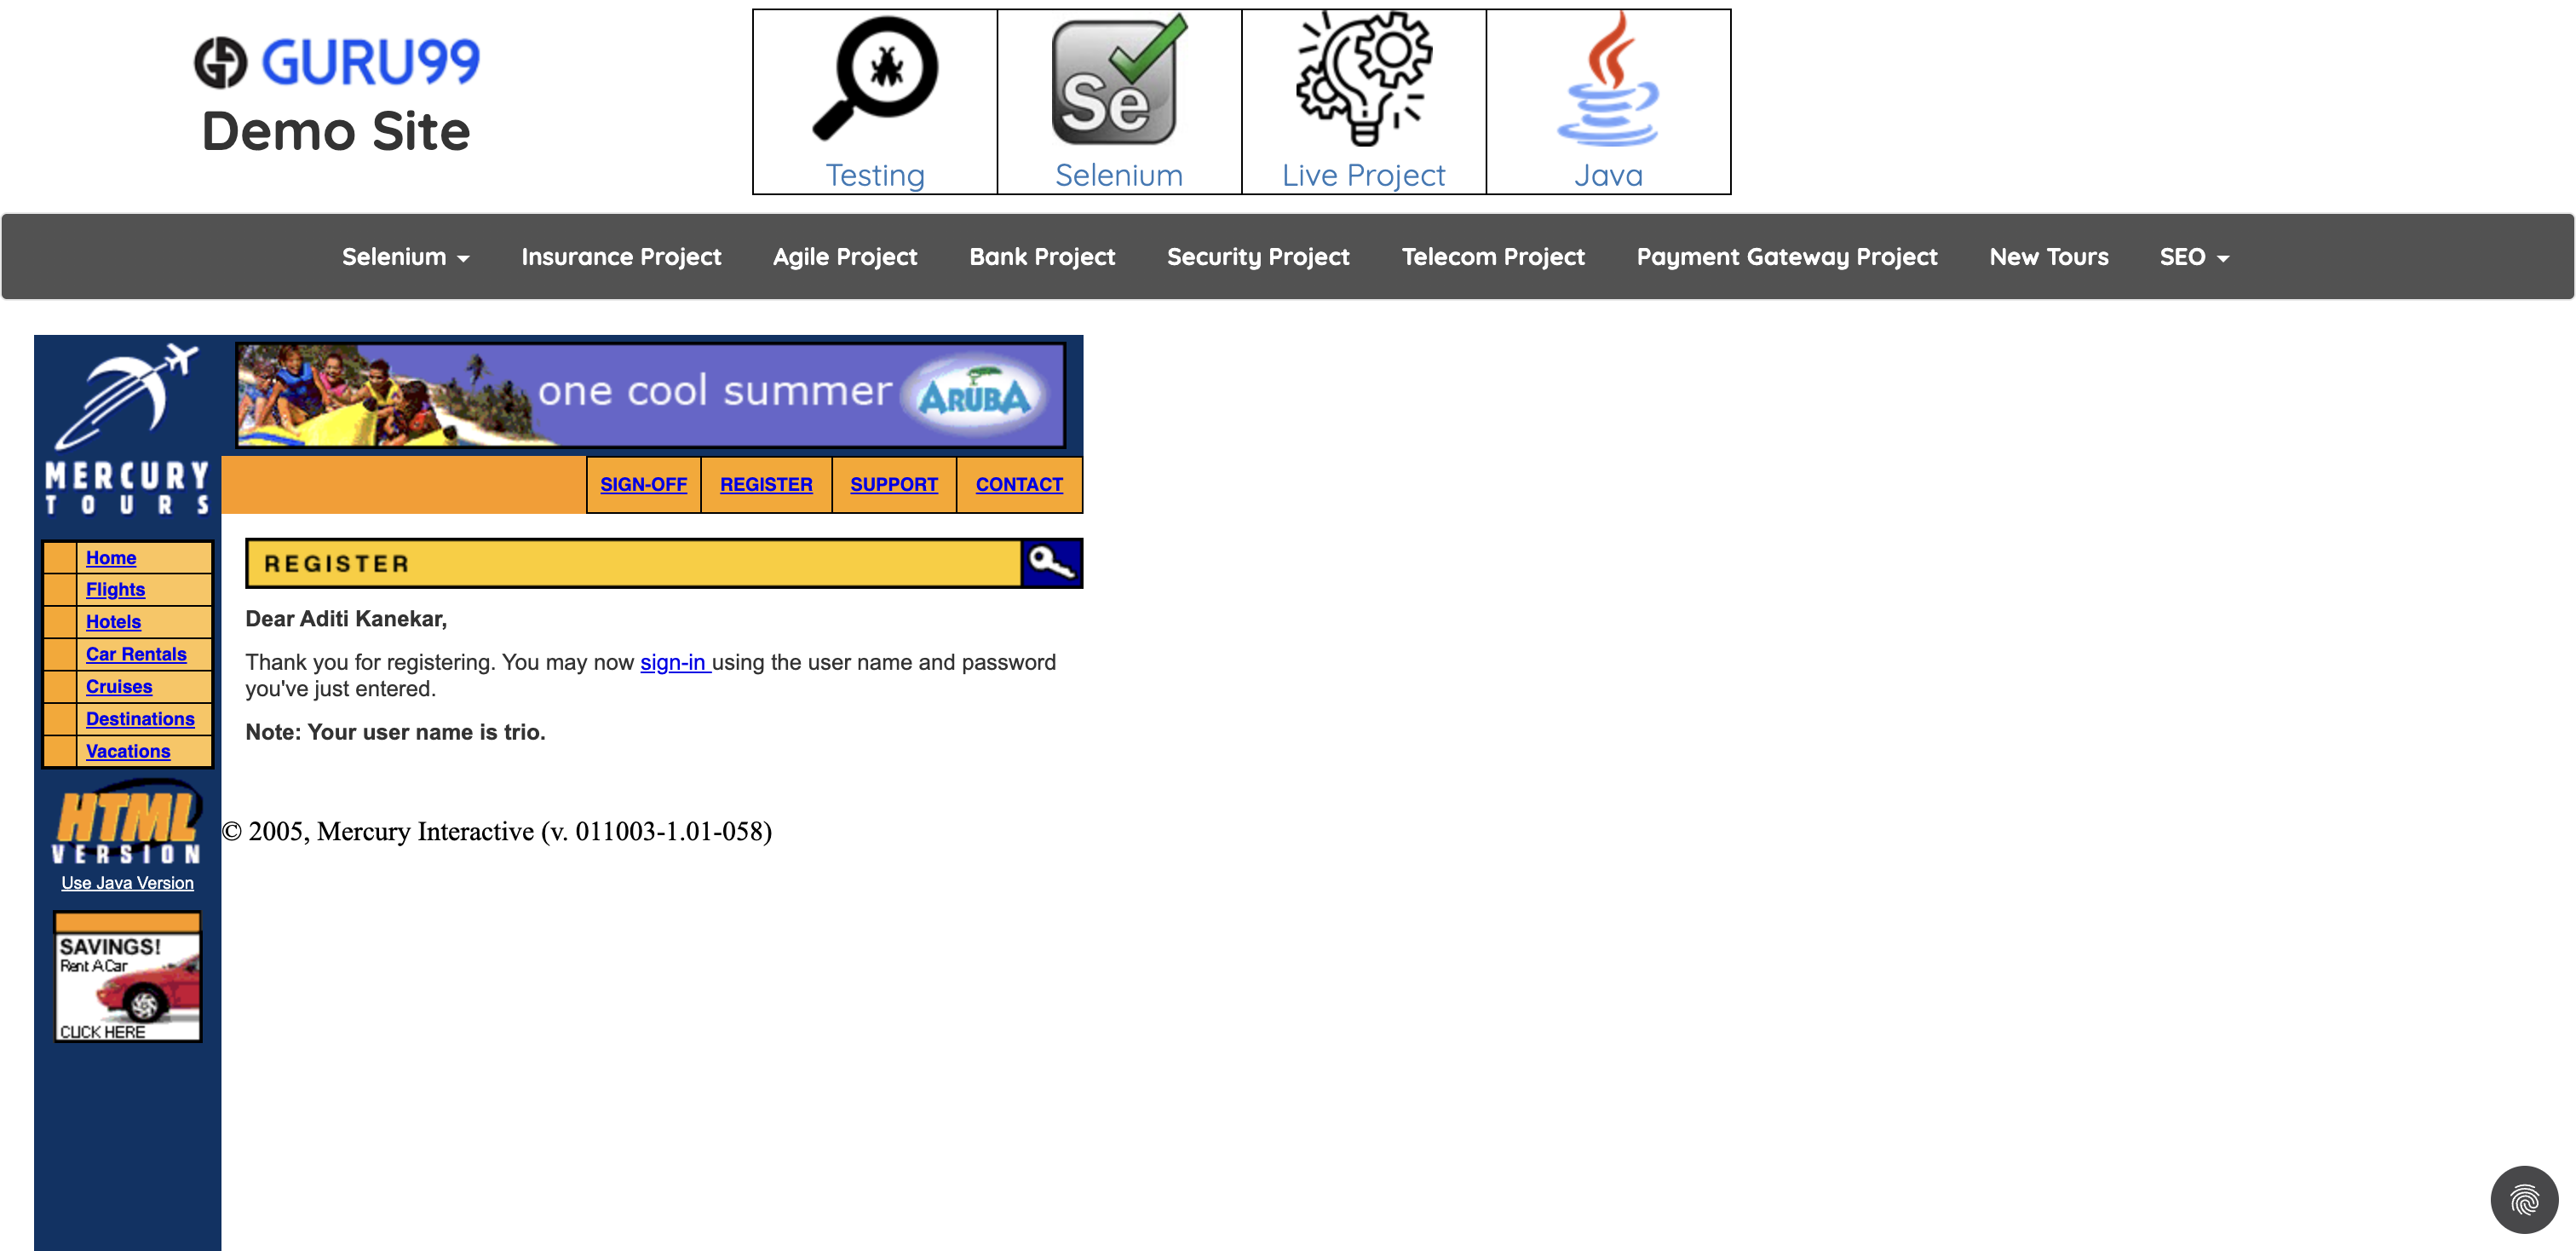 GURU99
Demo Site
Testing
Selenium
Live Project
Java
Selenium
Insurance Project
Agile Project
Bank Project
Security Project
Telecom Project
Payment Gateway Project
New Tours
SEO
one cool summer
ARUBA
MERCURY
TOURS
SIGN-OFF
REGISTER
SUPPORT
CONTACT
Home
Flights
Hotels
Car Rentals
Cruises
Destinations
Vacations
HTML
VERSION
Use Java Version
SAVINGS!
Rent A Car
CLICK HERE
REGISTER
Dear Aditi Kanekar,
Thank you for registering. You may now sign-in using the user name and password
you've just entered.
Note: Your user name is trio.
© 2005, Mercury Interactive (v. 011003-1.01-058)